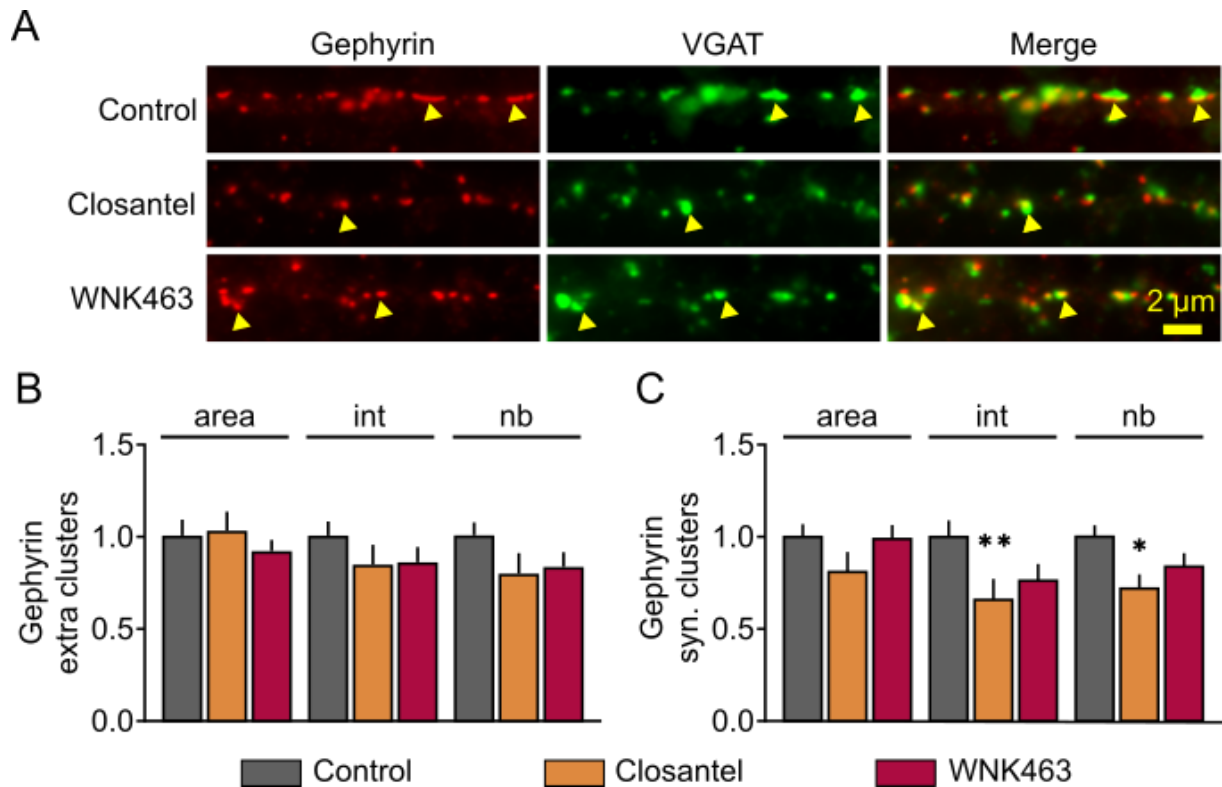 A
Gephyrin VGAT Merge
Control
Closantel
WNK463
2 µm
B C
area int nb area int nb
Gephyrin
extra clusters
1.5
1.0
0.5
0.0
Gephyrin
syn. clusters
1.5
1.0
0.5
0.0
** *
Control Closantel WNK463